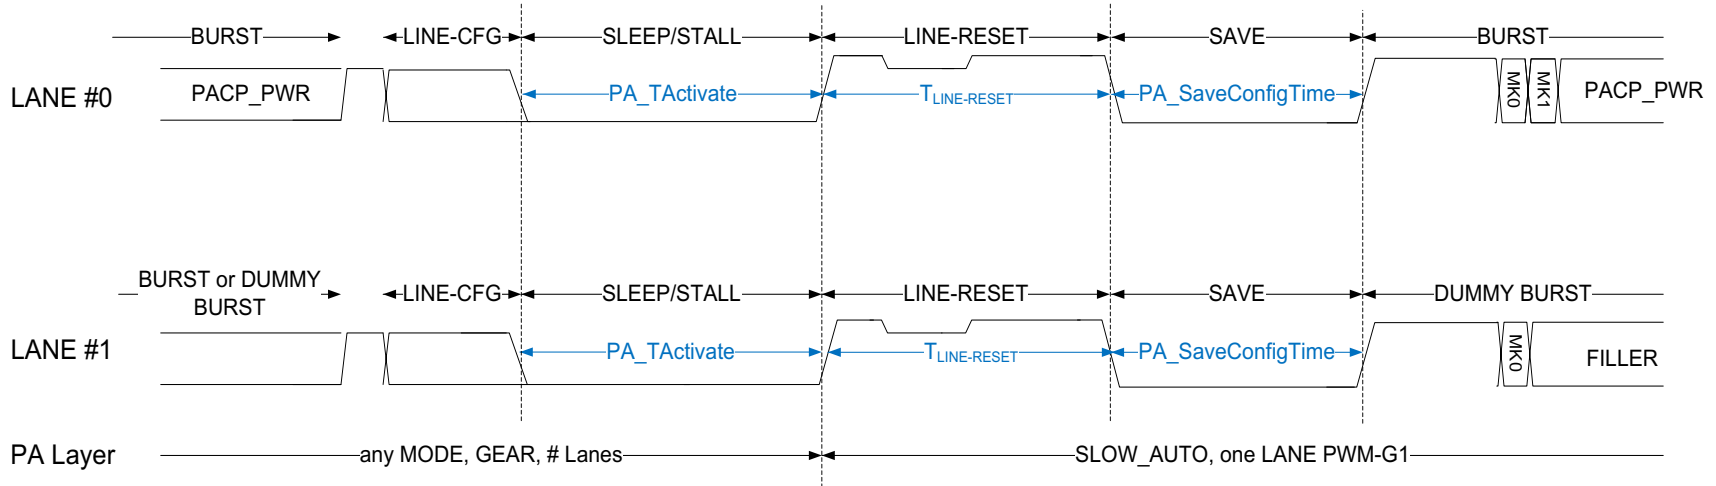 BURST LINE-CFG SLEEP/STALL LINE-RESET SAVE BURST
LANE #0 PACP_PWR PA_TActivate TLINE-RESET PA_SaveConfigTime MK0 MK1 PACP_PWR
BURST or DUMMY
BURST
LINE-CFG SLEEP/STALL LINE-RESET SAVE DUMMY BURST
LANE #1 PA_TActivate TLINE-RESET PA_SaveConfigTime MK0 FILLER
PA Layer any MODE, GEAR, # Lanes SLOW_AUTO, one LANE PWM-G1